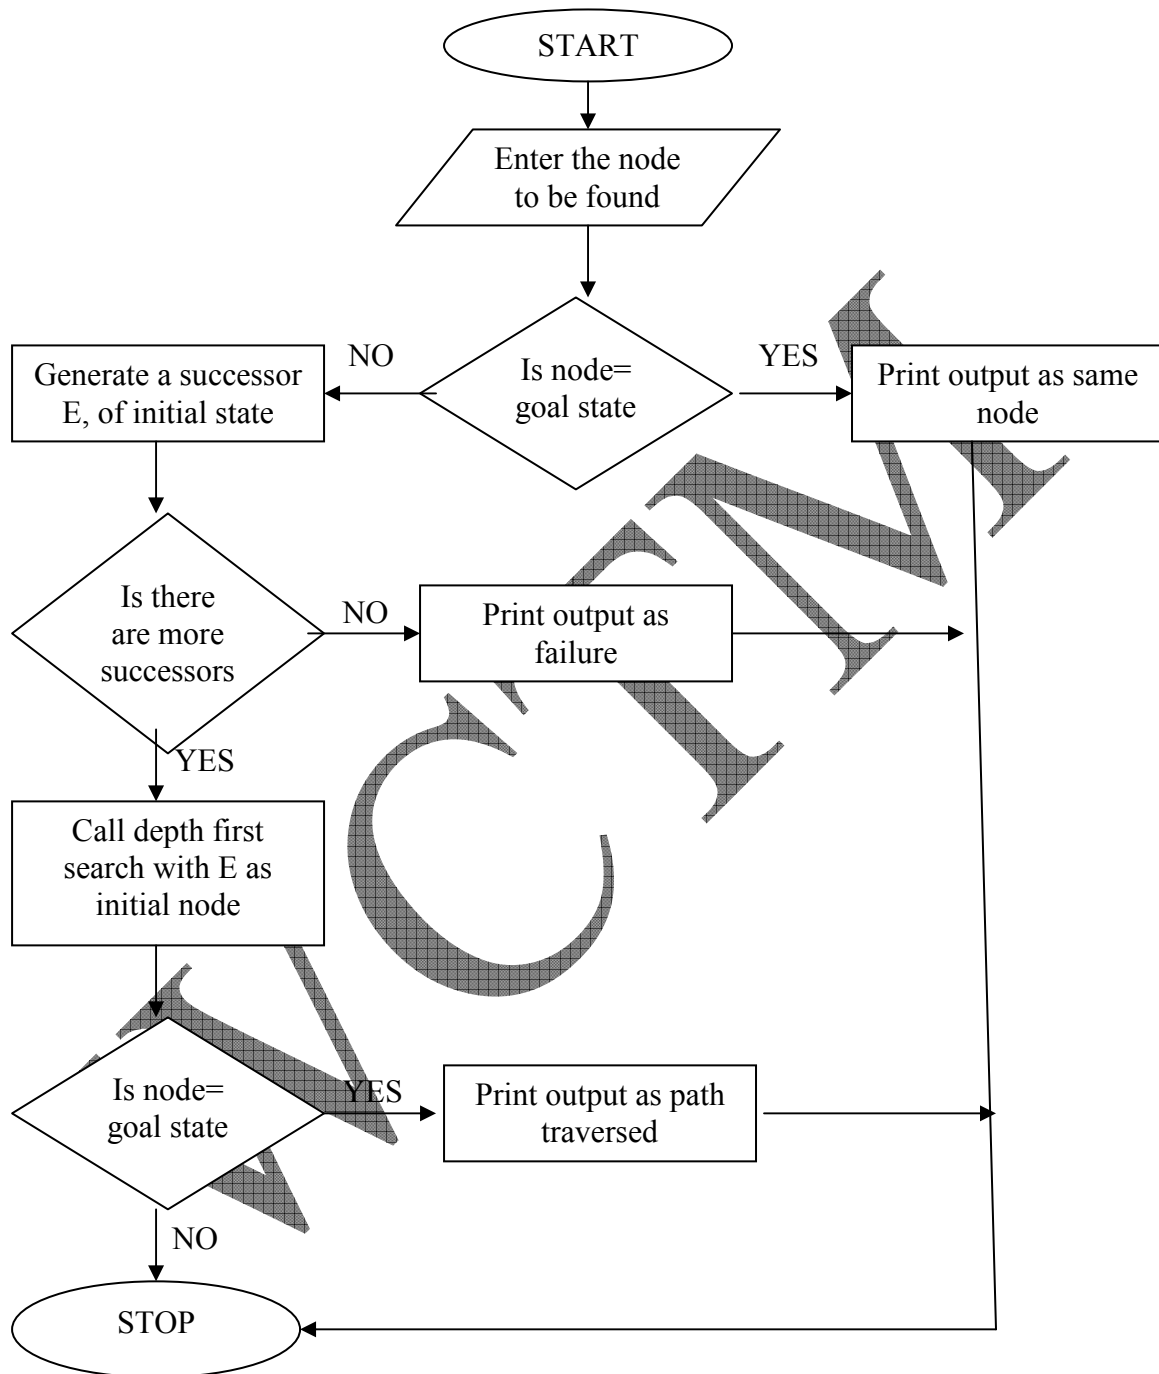 START
Enter the node
to be found
NO
Is node=
goal state
YES
Generate a successor
E, of initial state
Print output as same
node
Is there
are more
successors
NO
Print output as
failure
YES
Call depth first
search with E as
initial node
Is node=
goal state
YES
Print output as path
traversed
NO
STOP